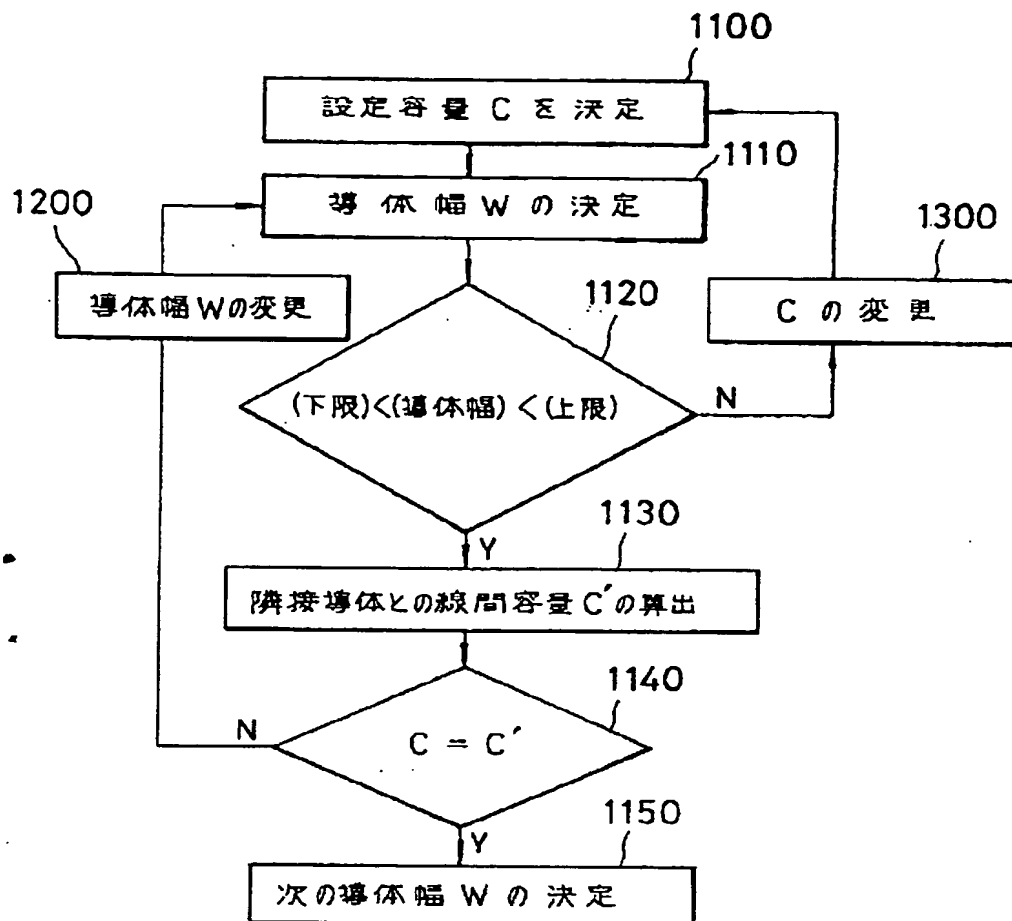 1100
設定容量 C を決定
1110
導体幅 W の決定
1200
導体幅 W の変更
1300
C の変更
1120
(下限)<(導体幅)<(上限)
N
Y
1130
隣接導体との線間容量 C′ の算出
1140
C = C′
N
Y
1150
次の導体幅 W の決定